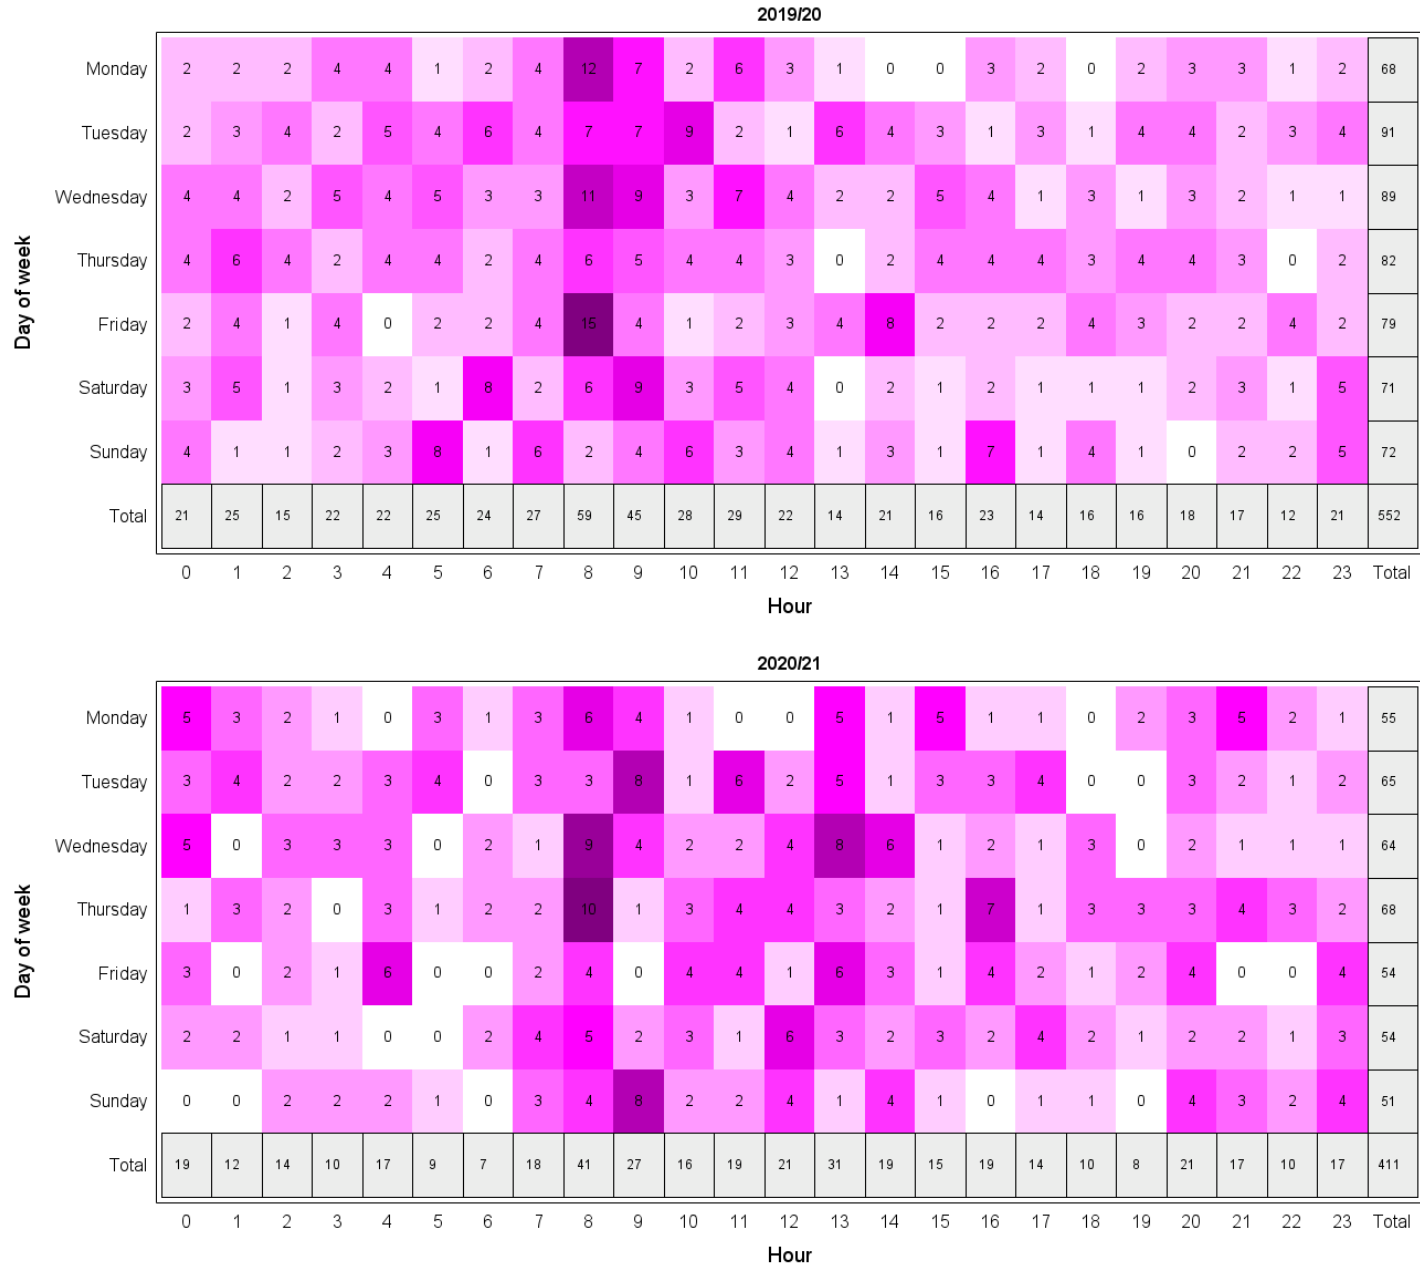 2019/20
Monday 2 2 2 4 4 1 2 4 12 7 2 6 3 1 0 0 3 2 0 2 3 3 1 2 68
Tuesday 2 3 4 2 5 4 6 4 7 7 9 2 1 6 4 3 1 3 1 4 4 2 3 4 91
Wednesday 4 4 2 5 4 5 3 3 11 9 3 7 4 2 2 5 4 1 3 1 3 2 1 1 89
Thursday 4 6 4 2 4 4 2 4 6 5 4 4 3 0 2 4 4 4 3 4 4 3 0 2 82
Friday 2 4 1 4 0 2 2 4 15 4 1 2 3 4 8 2 2 2 4 3 2 2 4 2 79
Saturday 3 5 1 3 2 1 8 2 6 9 3 5 4 0 2 1 2 1 1 1 2 3 1 5 71
Sunday 4 1 1 2 3 8 1 6 2 4 6 3 4 1 3 1 7 1 4 1 0 2 2 5 72
Total 21 25 15 22 22 25 24 27 59 45 28 29 22 14 21 16 23 14 16 16 18 17 12 21 552
0 1 2 3 4 5 6 7 8 9 10 11 12 13 14 15 16 17 18 19 20 21 22 23 Total
Hour
Day of week
2020/21
Monday 5 3 2 1 0 3 1 3 6 4 1 0 0 5 1 5 1 1 0 2 3 5 2 1 55
Tuesday 3 4 2 2 3 4 0 3 3 8 1 6 2 5 1 3 3 4 0 0 3 2 1 2 65
Wednesday 5 0 3 3 3 0 2 1 9 4 2 2 4 8 6 1 2 1 3 0 2 1 1 1 64
Thursday 1 3 2 0 3 1 2 2 10 1 3 4 4 3 2 1 7 1 3 3 3 4 3 2 68
Friday 3 0 2 1 6 0 0 2 4 0 4 4 1 6 3 1 4 2 1 2 4 0 0 4 54
Saturday 2 2 1 1 0 0 2 4 5 2 3 1 6 3 2 3 2 4 2 1 2 2 1 3 54
Sunday 0 0 2 2 2 1 0 3 4 8 2 2 4 1 4 1 0 1 1 0 4 3 2 4 51
Total 19 12 14 10 17 9 7 18 41 27 16 19 21 31 19 15 19 14 10 8 21 17 10 17 411
0 1 2 3 4 5 6 7 8 9 10 11 12 13 14 15 16 17 18 19 20 21 22 23 Total
Hour
Day of week